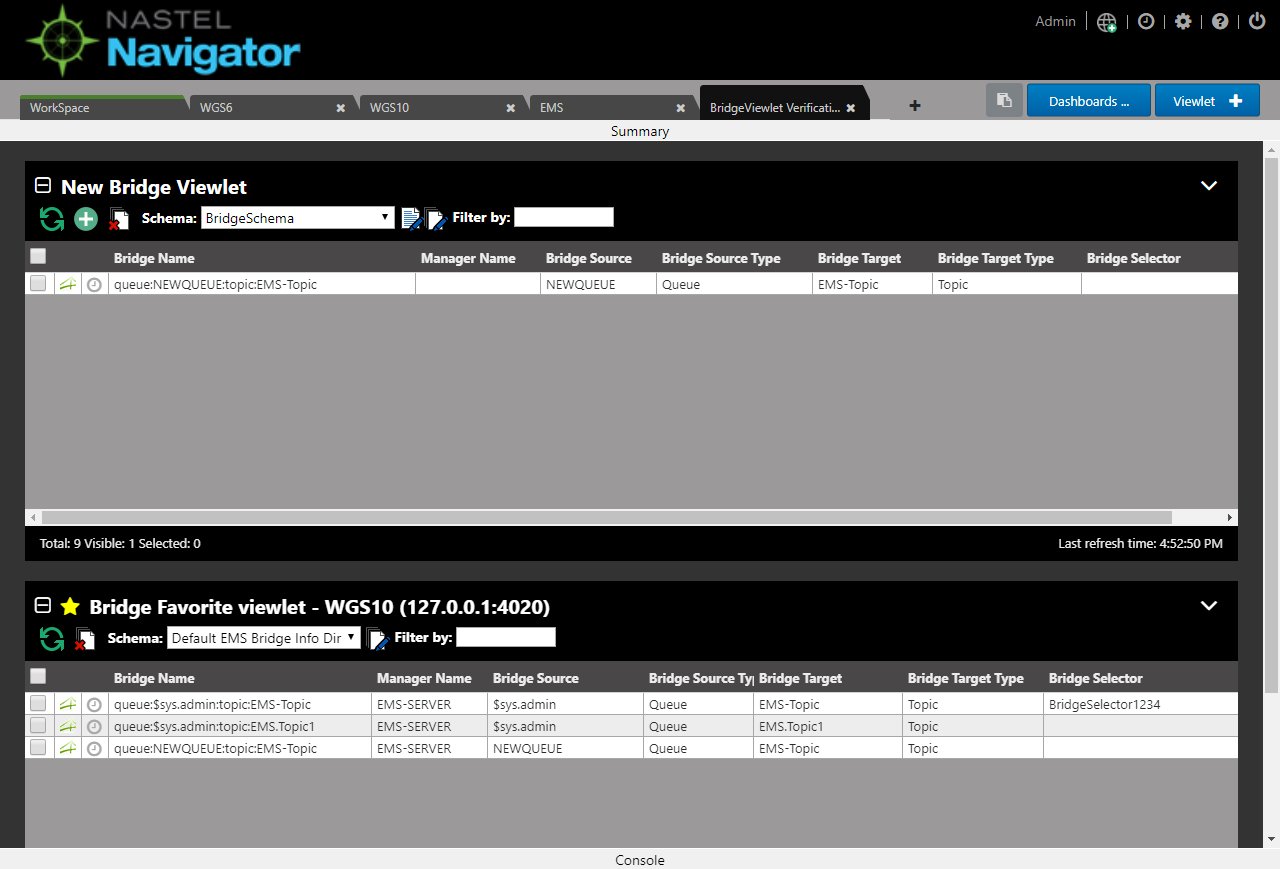 NASTEL
Navigator
Admin
WorkSpace WGS6 WGS10 EMS BridgeViewlet Verificati... Dashboards ... Viewlet
Summary
New Bridge Viewlet
Schema: BridgeSchema Filter by:
Bridge Name Manager Name Bridge Source Bridge Source Type Bridge Target Bridge Target Type Bridge Selector
queue:NEWQUEUE:topic:EMS-Topic NEWQUEUE Queue EMS-Topic Topic
Total: 9 Visible: 1 Selected: 0 Last refresh time: 4:52:50 PM
Bridge Favorite viewlet - WGS10 (127.0.0.1:4020)
Schema: Default EMS Bridge Info Dir Filter by:
Bridge Name Manager Name Bridge Source Bridge Source Typ Bridge Target Bridge Target Type Bridge Selector
queue:$sys.admin:topic:EMS-Topic EMS-SERVER $sys.admin Queue EMS-Topic Topic BridgeSelector1234
queue:$sys.admin:topic:EMS.Topic1 EMS-SERVER $sys.admin Queue EMS.Topic1 Topic
queue:NEWQUEUE:topic:EMS-Topic EMS-SERVER NEWQUEUE Queue EMS-Topic Topic
Console